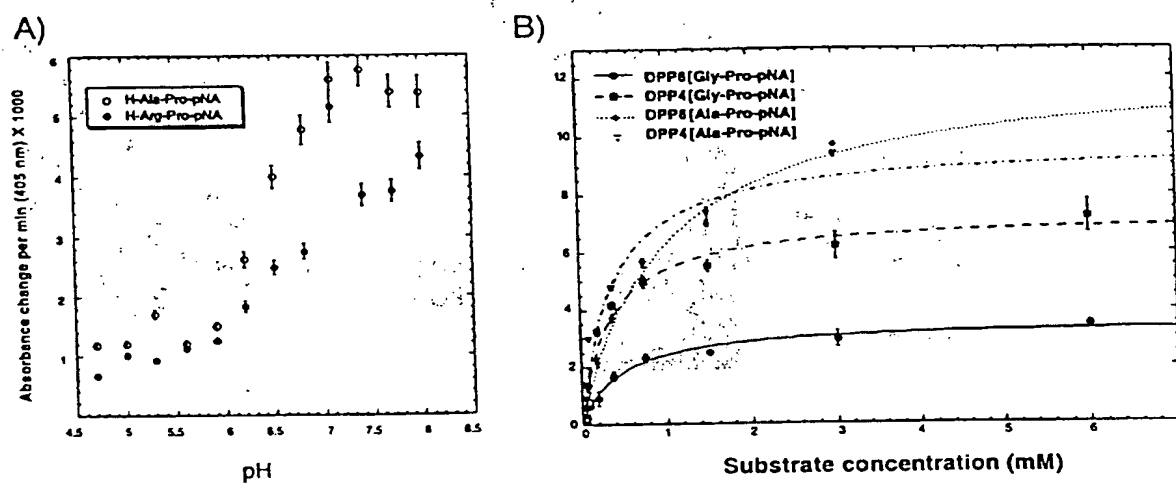 A)
B)
Absorbance change per min (405 nm) X 1000
6
5
4
3
2
1
H-Ala-Pro-pNA
H-Arg-Pro-pNA
4.5 5 5.5 6 6.5 7 7.5 8 8.5
pH
12
10
8
6
4
2
0
DPP8[Gly-Pro-pNA]
DPP4[Gly-Pro-pNA]
DPP8[Ala-Pro-pNA]
DPP4[Ala-Pro-pNA]
0 1 2 3 4 5 6
Substrate concentration (mM)